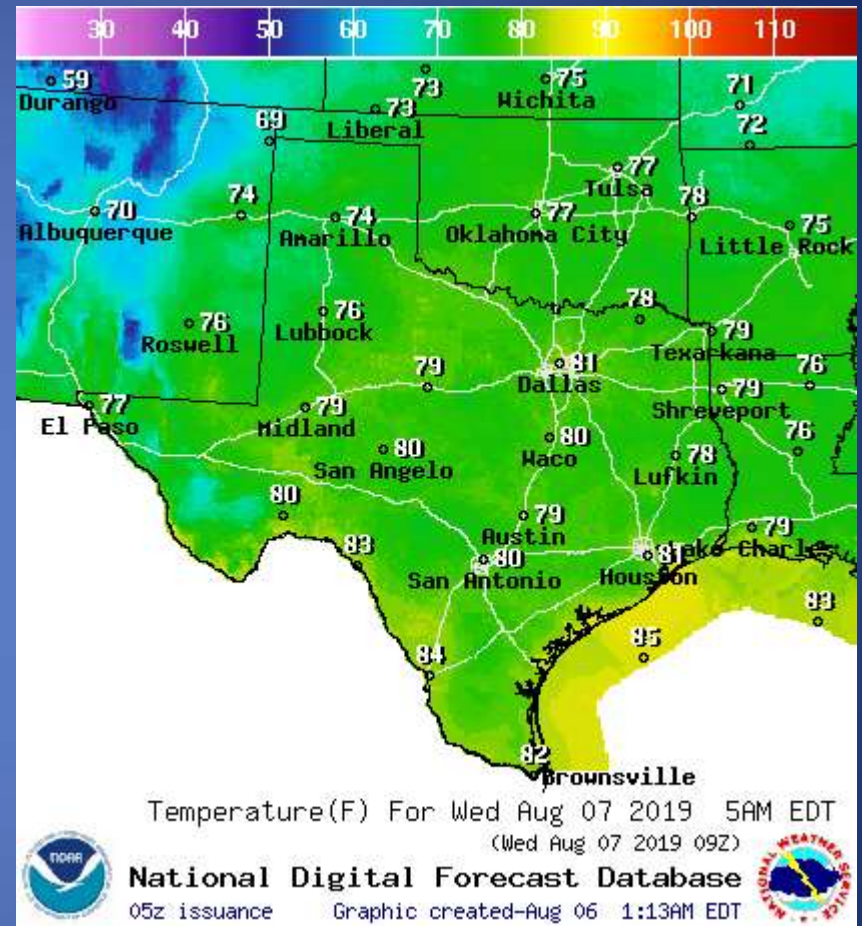 30 40 50 60 70 80 90 100 110
59
Durango
73
75
Wichita
71
73
Liberal
69
72
77
Tulsa
70
Albuquerque
74
74
Amarillo
77
Oklahoma City
78
75
Little Rock
76
Roswell
76
Lubbock
78
79
Texarkana
81
Dallas
79
79
Shreveport
76
77
El Paso
79
Midland
80
San Angelo
80
Waco
78
Lufkin
76
80
79
Austin
79
Lake Charles
83
80
San Antonio
81
Houston
83
85
84
82
Brownsville
Temperature(F) For Wed Aug 07 2019 5AM EDT
(Wed Aug 07 2019 09Z)
NOAA
National Digital Forecast Database
05z issuance Graphic created-Aug 06 1:13AM EDT
NATIONAL WEATHER SERVICE